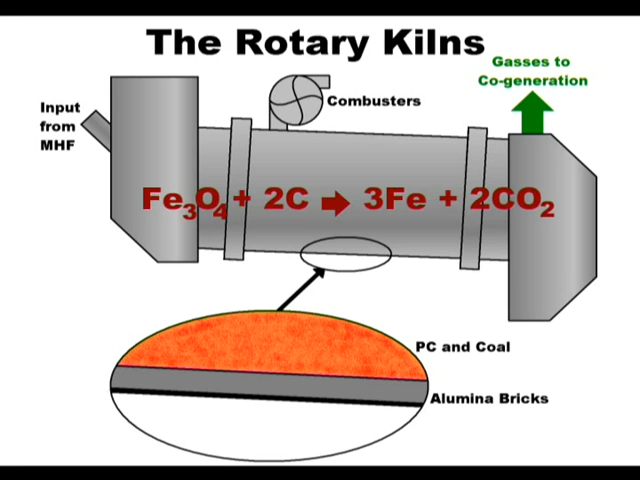 The Rotary Kilns
Gasses to
Co-generation
Input
from
MHF
Combusters
Fe₃O₄ + 2C → 3Fe + 2CO₂
PC and Coal
Alumina Bricks